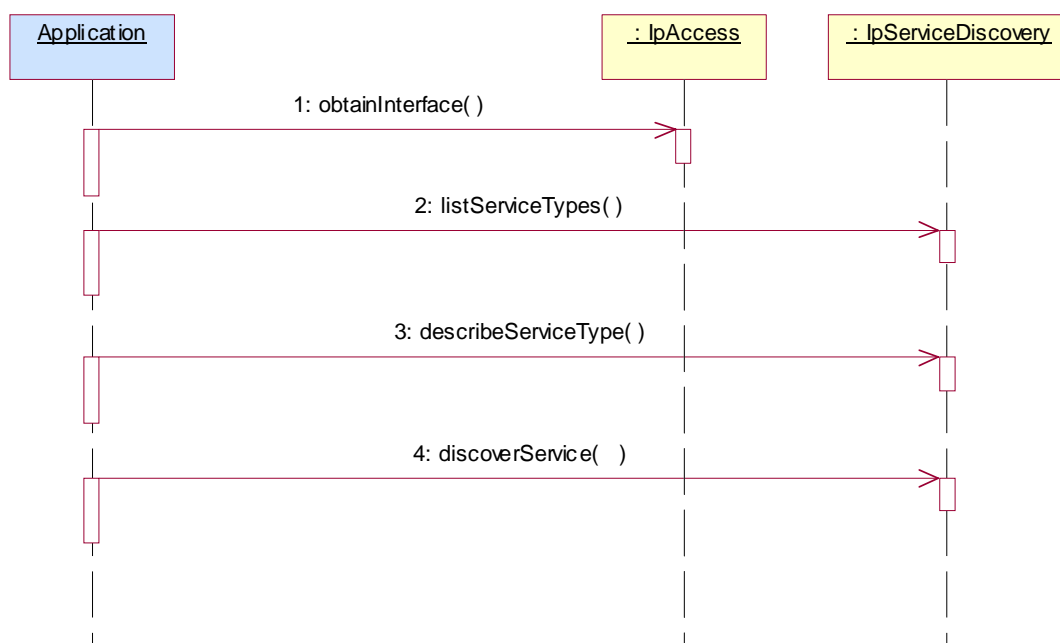 Application
: IpAccess
: IpServiceDiscovery
1: obtainInterface( )
2: listServiceTypes( )
3: describeServiceType( )
4: discoverService(   )